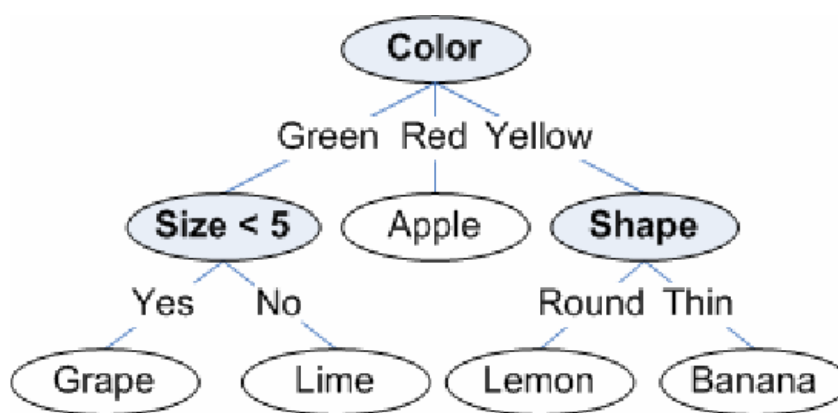 Color
Green Red Yellow
Size < 5 Apple Shape
Yes No Round Thin
Grape Lime Lemon Banana